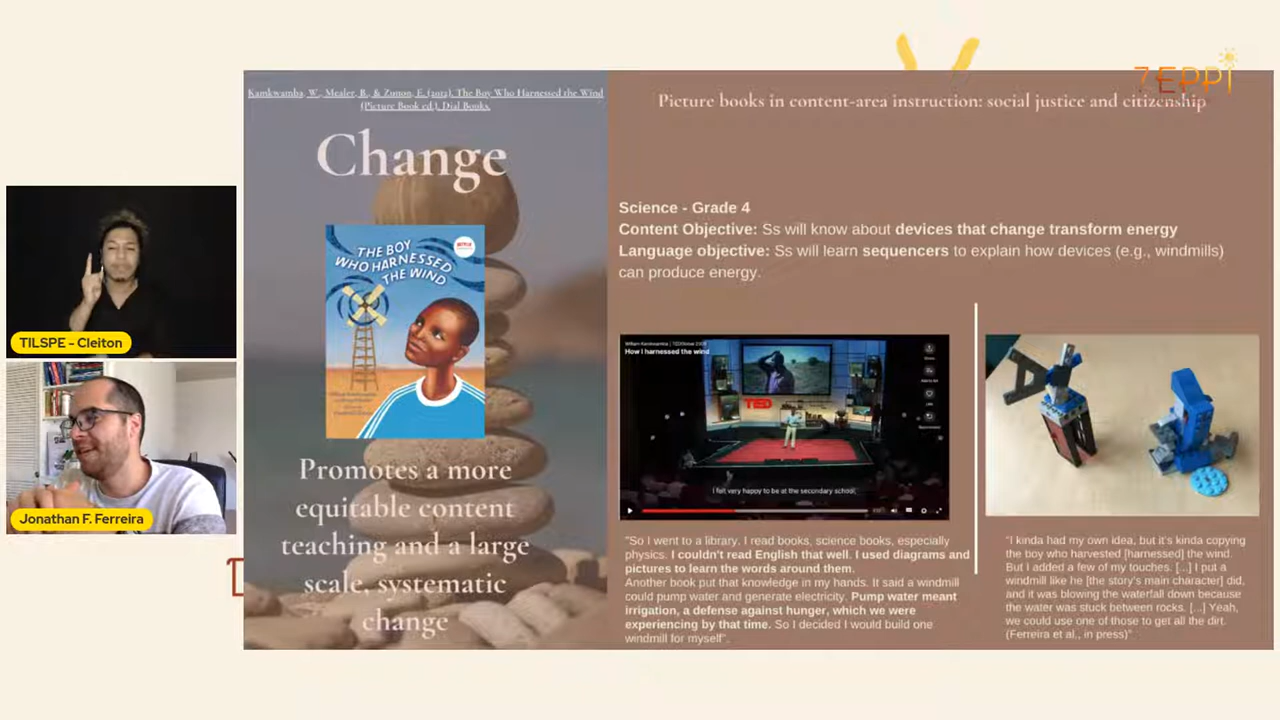 7EPPI
Kamkwamba, W., Mealer, B., & Zunon, E. (2012). The Boy Who Harnessed the Wind
(Picture Book ed.). Dial Books.
Picture books in content-area instruction: social justice and citizenship
Change
THE BOY
WHO HARNESSED
THE WIND
Promotes a more
equitable content
teaching and a large
scale, systematic
change
Science - Grade 4
Content Objective: Ss will know about devices that change transform energy
Language objective: Ss will learn sequencers to explain how devices (e.g., windmills)
can produce energy.
How I harnessed the wind
TED
I felt very happy to be at the secondary school,
"So I went to a library. I read books, science books, especially
physics. I couldn't read English that well. I used diagrams and
pictures to learn the words around them.
Another book put that knowledge in my hands. It said a windmill
could pump water and generate electricity. Pump water meant
irrigation, a defense against hunger, which we were
experiencing by that time. So I decided I would build one
windmill for myself".
"I kinda had my own idea, but it's kinda copying
the boy who harvested [harnessed] the wind.
But I added a few of my touches. [...] I put a
windmill like he [the story's main character] did,
and it was blowing the waterfall down because
the water was stuck between rocks. [...] Yeah,
we could use one of those to get all the dirt.
(Ferreira et al., in press)"
TILSPE - Cleiton
Jonathan F. Ferreira